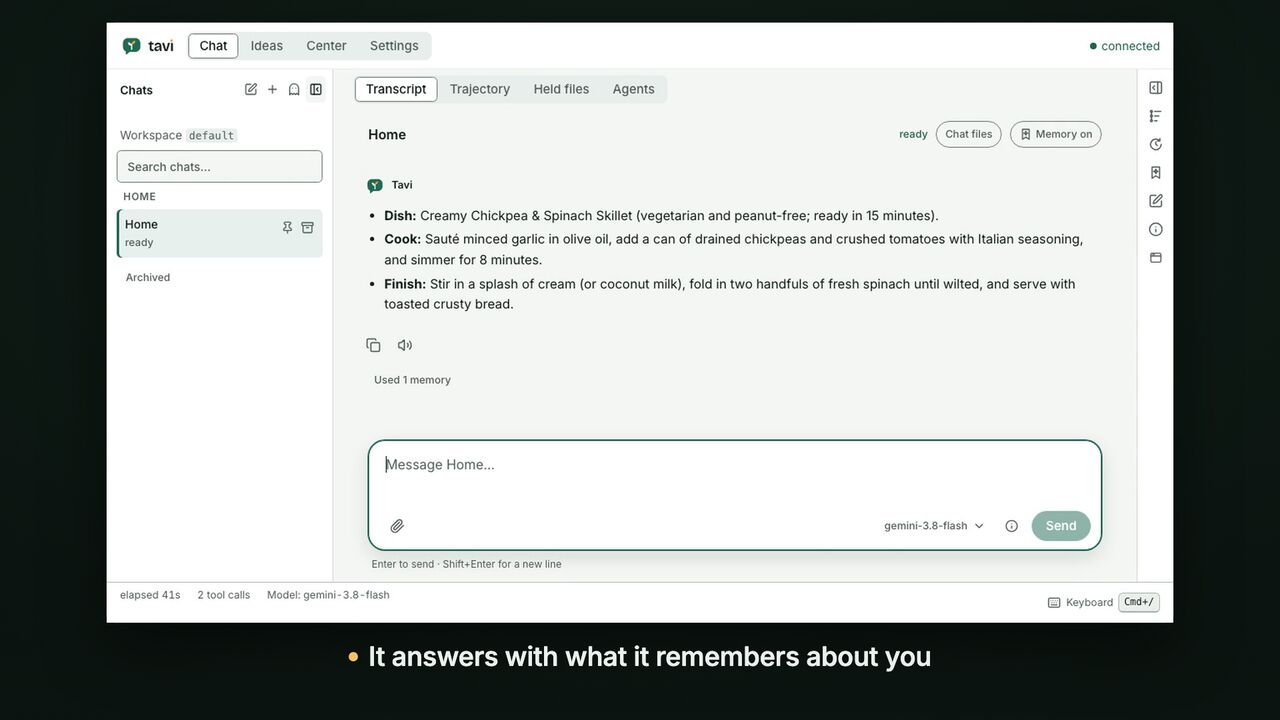 tavi
Chat Ideas Center Settings
connected
Chats
Workspace default
Search chats...
HOME
Home
ready
Archived
Transcript Trajectory Held files Agents
Home
ready Chat files Memory on
Tavi
• Dish: Creamy Chickpea & Spinach Skillet (vegetarian and peanut-free; ready in 15 minutes).
• Cook: Sauté minced garlic in olive oil, add a can of drained chickpeas and crushed tomatoes with Italian seasoning,
and simmer for 8 minutes.
• Finish: Stir in a splash of cream (or coconut milk), fold in two handfuls of fresh spinach until wilted, and serve with
toasted crusty bread.
Used 1 memory
Message Home...
gemini-3.8-flash Send
Enter to send · Shift+Enter for a new line
elapsed 41s 2 tool calls Model: gemini-3.8-flash
Keyboard Cmd+/
• It answers with what it remembers about you